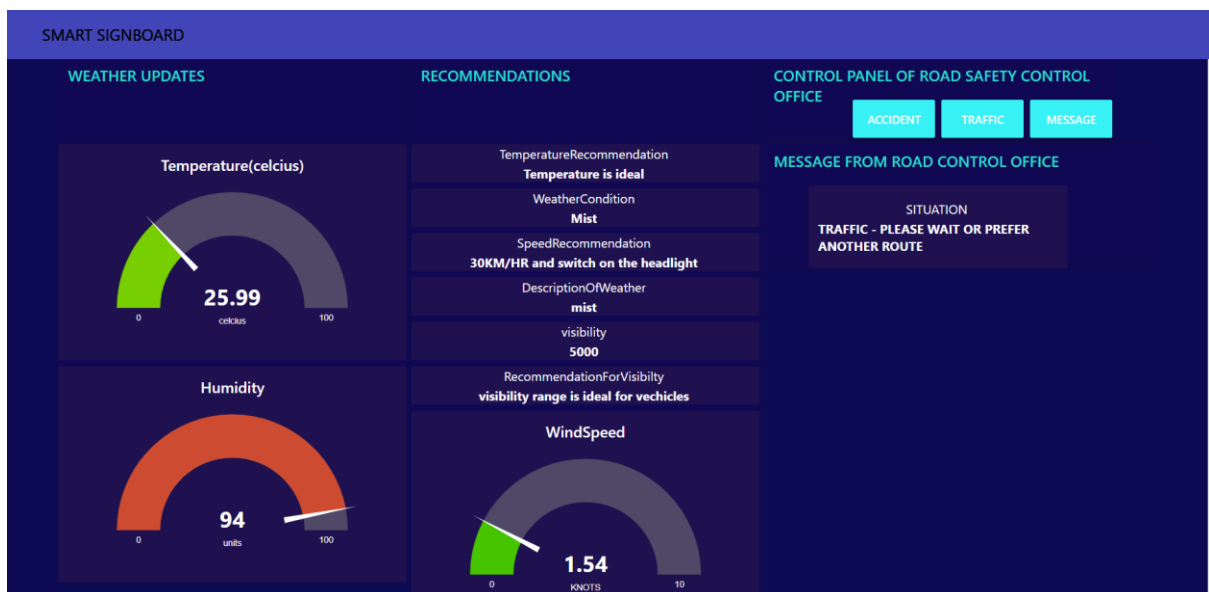 SMART SIGNBOARD
WEATHER UPDATES
Temperature(celcius)
25.99
celcius
0
100
Humidity
94
units
0
100
RECOMMENDATIONS
TemperatureRecommendation
Temperature is ideal
WeatherCondition
Mist
SpeedRecommendation
30KM/HR and switch on the headlight
DescriptionOfWeather
mist
visibility
5000
RecommendationForVisibilty
visibility range is ideal for vechicles
WindSpeed
1.54
KNOTS
0
10
CONTROL PANEL OF ROAD SAFETY CONTROL
OFFICE
ACCIDENT
TRAFFIC
MESSAGE
MESSAGE FROM ROAD CONTROL OFFICE
SITUATION
TRAFFIC - PLEASE WAIT OR PREFER
ANOTHER ROUTE